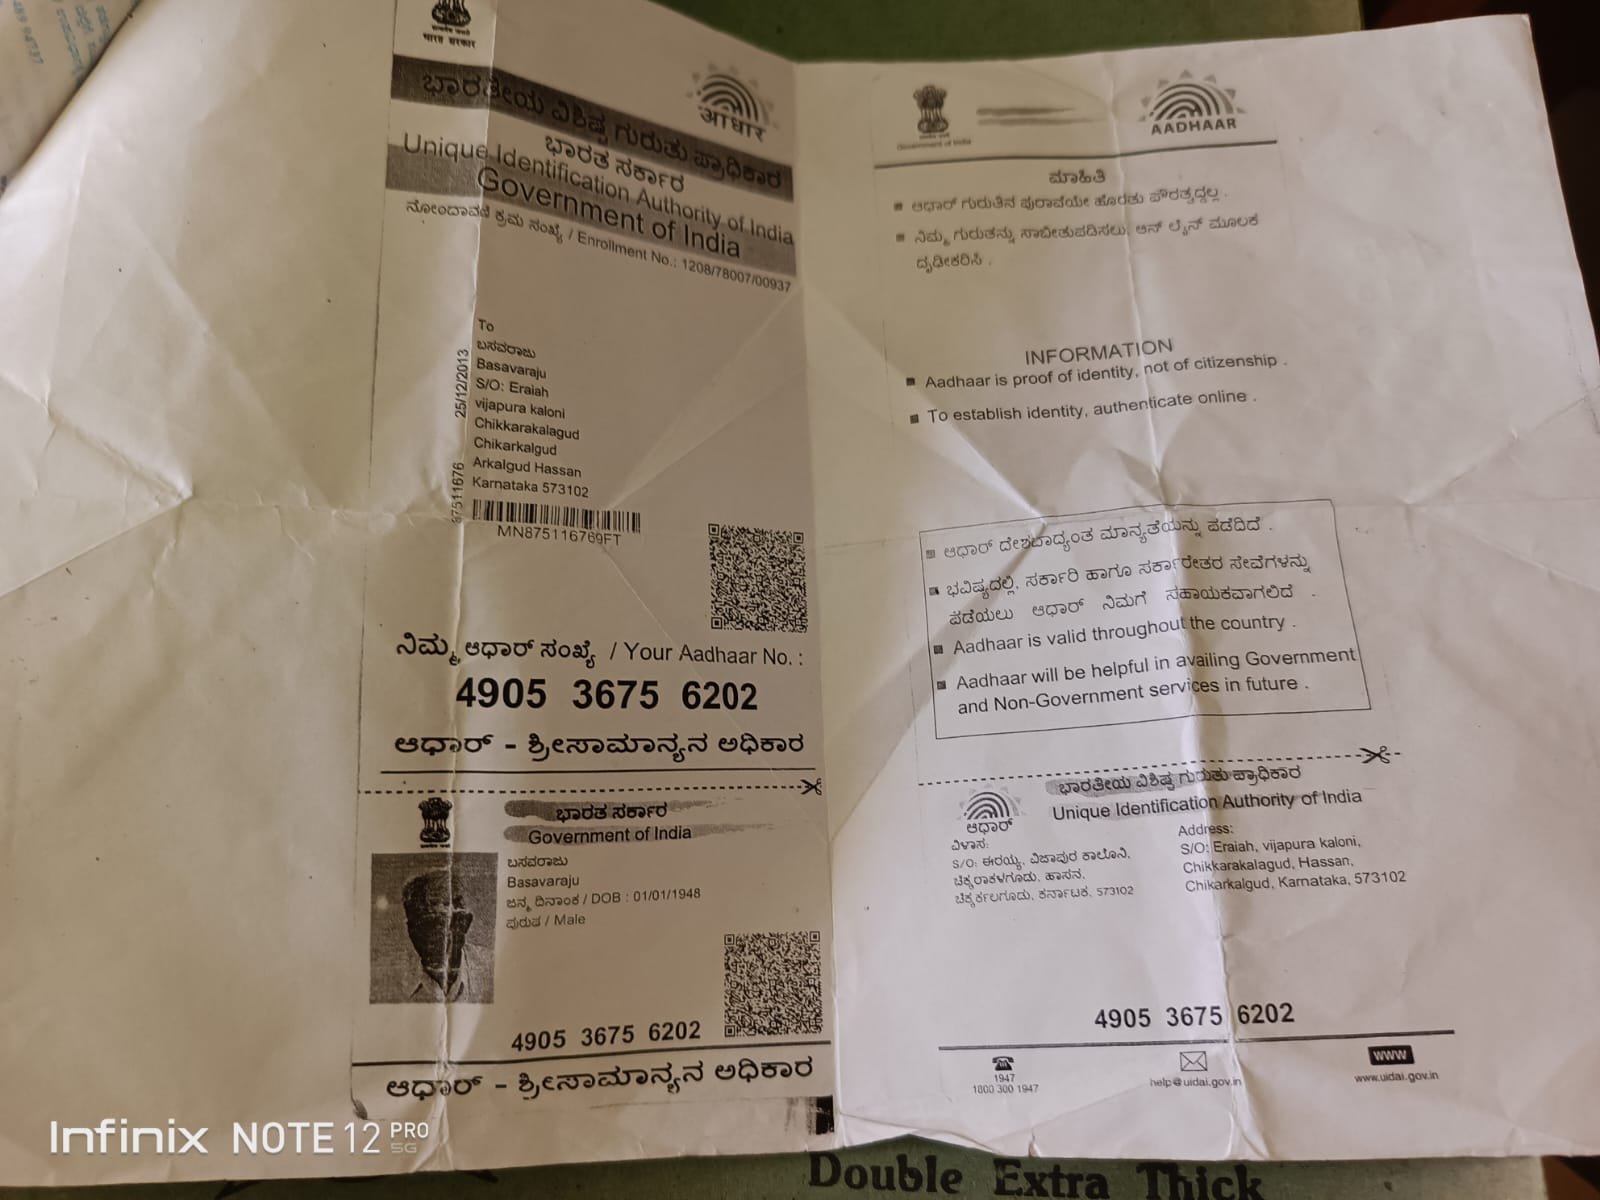 भारत सरकार
ಭಾರತೀಯ ವಿಶಿಷ್ಟ ಗುರುತು ಪ್ರಾಧಿಕಾರ
आधार
ಭಾರತ ಸರ್ಕಾರ
Unique Identification Authority of India
Government of India
ನೋಂದಾವಣೆ ಕ್ರಮ ಸಂಖ್ಯೆ / Enrollment No.: 1208/78007/00937
25/12/2013
To
ಬಸವರಾಜು
Basavaraju
S/O: Eraiah
vijapura kaloni
Chikkarakalagud
Chikarkalgud
Arkalgud Hassan
Karnataka 573102
87511676
MN875116769FT
ನಿಮ್ಮ ಆಧಾರ್ ಸಂಖ್ಯೆ / Your Aadhaar No. :
4905 3675 6202
ಆಧಾರ್ - ಶ್ರೀಸಾಮಾನ್ಯನ ಅಧಿಕಾರ
ಭಾರತ ಸರ್ಕಾರ
Government of India
ಬಸವರಾಜು
Basavaraju
ಜನ್ಮ ದಿನಾಂಕ / DOB : 01/01/1948
ಪುರುಷ / Male
4905 3675 6202
ಆಧಾರ್ - ಶ್ರೀಸಾಮಾನ್ಯನ ಅಧಿಕಾರ
Government of India
AADHAAR
ಮಾಹಿತಿ
ಆಧಾರ್ ಗುರುತಿನ ಪುರಾವೆಯೇ ಹೊರತು ಪೌರತ್ವದ್ದಲ್ಲ .
ನಿಮ್ಮ ಗುರುತನ್ನು ಸಾಬೀತುಪಡಿಸಲು, ಆನ್ ಲೈನ್ ಮೂಲಕ
ದೃಢೀಕರಿಸಿ .
INFORMATION
Aadhaar is proof of identity, not of citizenship .
To establish identity, authenticate online .
ಆಧಾರ್ ದೇಶದಾದ್ಯಂತ ಮಾನ್ಯತೆಯನ್ನು ಪಡೆದಿದೆ .
ಭವಿಷ್ಯದಲ್ಲಿ, ಸರ್ಕಾರಿ ಹಾಗೂ ಸರ್ಕಾರೇತರ ಸೇವೆಗಳನ್ನು
ಪಡೆಯಲು ಆಧಾರ್ ನಿಮಗೆ ಸಹಾಯಕವಾಗಲಿದೆ .
Aadhaar is valid throughout the country .
Aadhaar will be helpful in availing Government
and Non-Government services in future .
ಭಾರತೀಯ ವಿಶಿಷ್ಟ ಗುರುತು ಪ್ರಾಧಿಕಾರ
Unique Identification Authority of India
ಆಧಾರ್
ವಿಳಾಸ:
S/O: ಈರಯ್ಯ, ವಿಜಾಪುರ ಕಾಲೋನಿ,
ಚಿಕ್ಕರಾಕಳಗೂಡು, ಹಾಸನ,
ಚಿಕ್ಕರ್ಕಲಗೂಡು, ಕರ್ನಾಟಕ, 573102
Address:
S/O: Eraiah, vijapura kaloni,
Chikkarakalagud, Hassan,
Chikarkalgud, Karnataka, 573102
4905 3675 6202
1947
1800 300 1947
help@uidai.gov.in
www
www.uidai.gov.in
Infinix NOTE 12 PRO
5G
Double Extra Thick